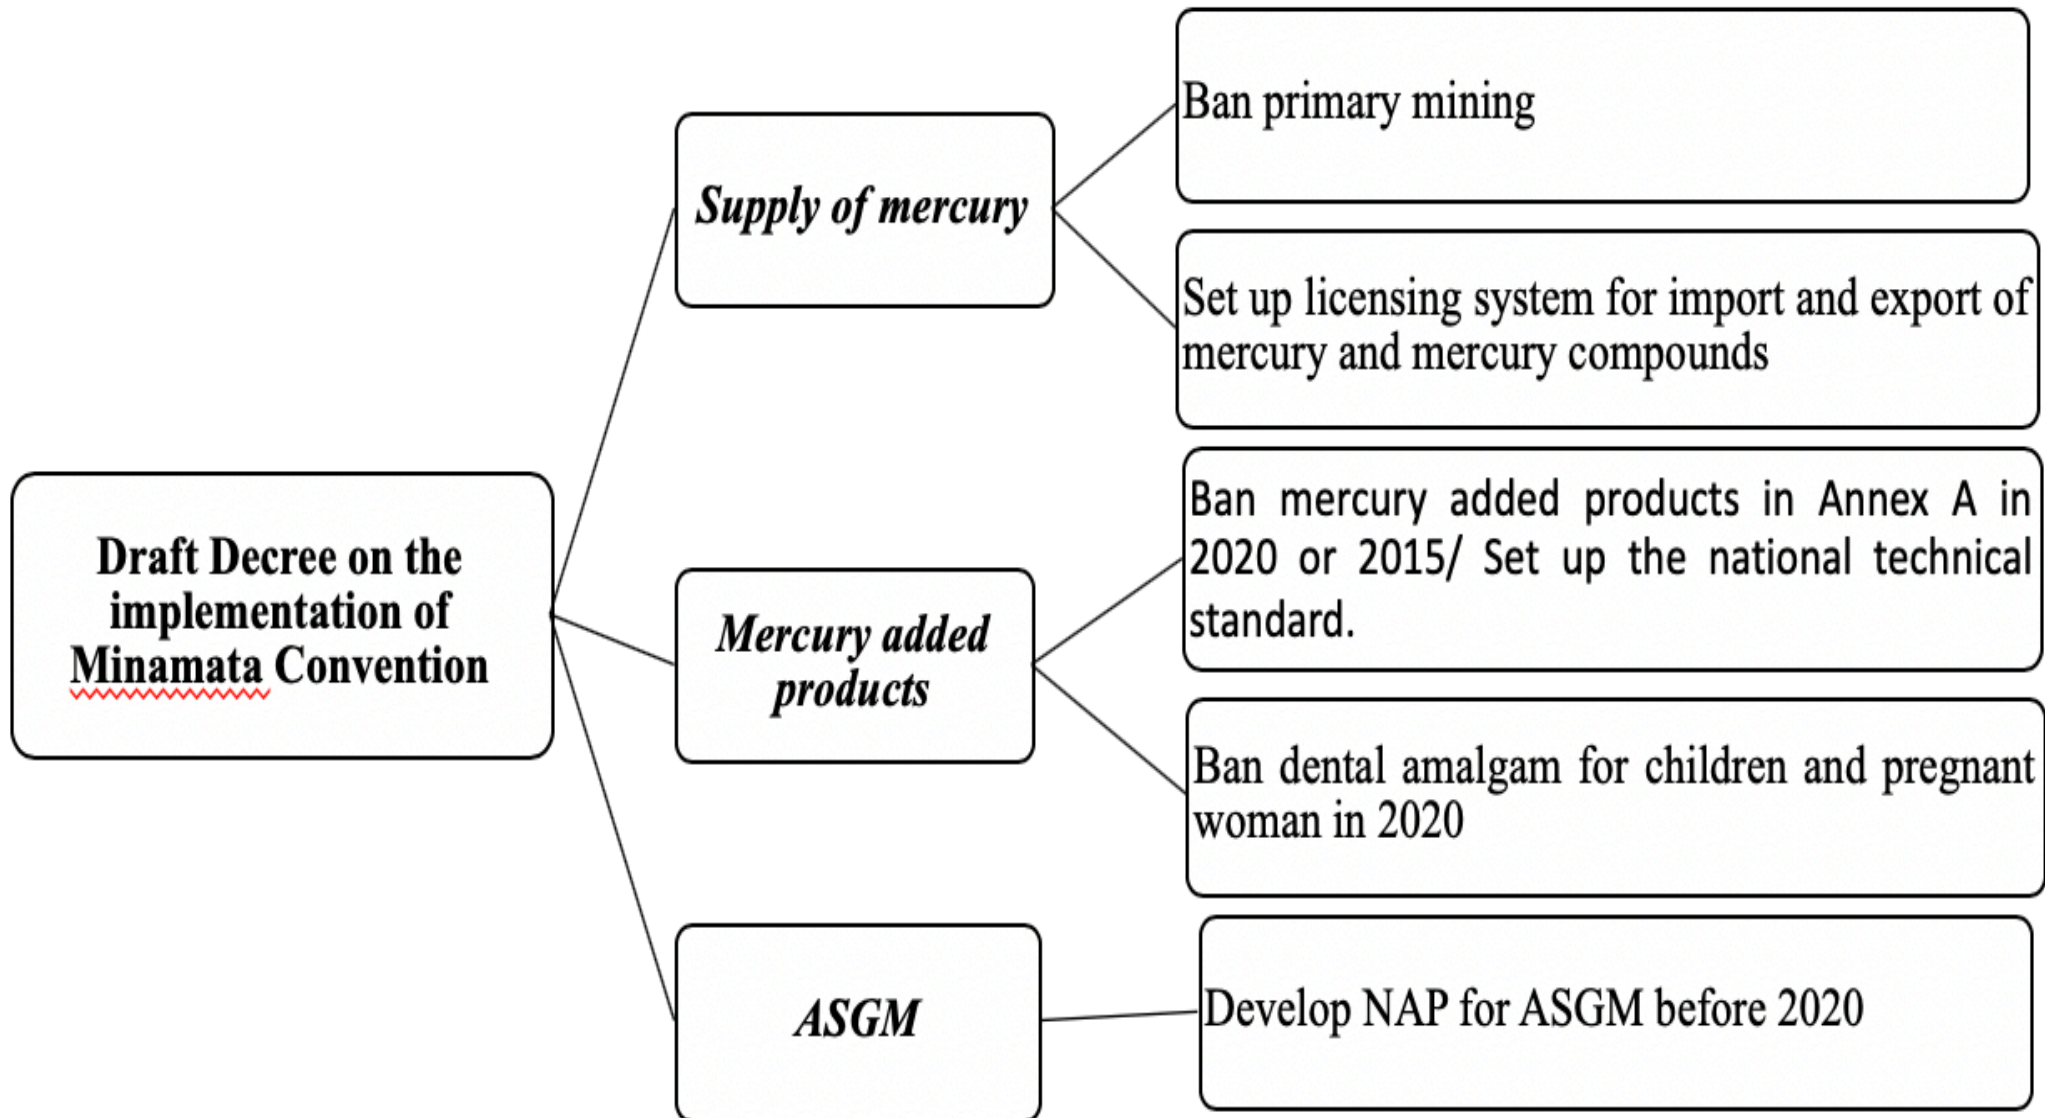 Draft Decree on the
implementation of
Minamata Convention
Supply of mercury
Ban primary mining
Set up licensing system for import and export of
mercury and mercury compounds
Mercury added
products
Ban mercury added products in Annex A in
2020 or 2015/ Set up the national technical
standard.
Ban dental amalgam for children and pregnant
woman in 2020
ASGM
Develop NAP for ASGM before 2020